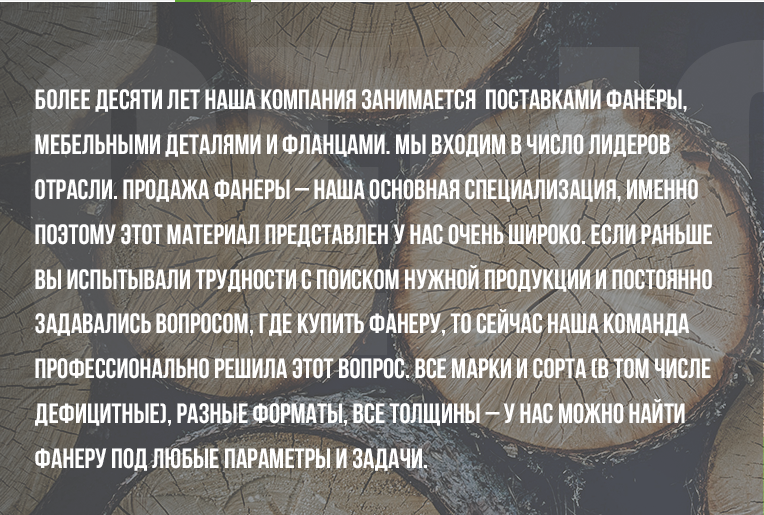 БОЛЕЕ ДЕСЯТИ ЛЕТ НАША КОМПАНИЯ ЗАНИМАЕТСЯ ПОСТАВКАМИ ФАНЕРЫ,
МЕБЕЛЬНЫМИ ДЕТАЛЯМИ И ФЛАНЦАМИ. МЫ ВХОДИМ В ЧИСЛО ЛИДЕРОВ
ОТРАСЛИ. ПРОДАЖА ФАНЕРЫ – НАША ОСНОВНАЯ СПЕЦИАЛИЗАЦИЯ, ИМЕННО
ПОЭТОМУ ЭТОТ МАТЕРИАЛ ПРЕДСТАВЛЕН У НАС ОЧЕНЬ ШИРОКО. ЕСЛИ РАНЬШЕ
ВЫ ИСПЫТЫВАЛИ ТРУДНОСТИ С ПОИСКОМ НУЖНОЙ ПРОДУКЦИИ И ПОСТОЯННО
ЗАДАВАЛИСЬ ВОПРОСОМ, ГДЕ КУПИТЬ ФАНЕРУ, ТО СЕЙЧАС НАША КОМАНДА
ПРОФЕССИОНАЛЬНО РЕШИЛА ЭТОТ ВОПРОС. ВСЕ МАРКИ И СОРТА (В ТОМ ЧИСЛЕ
ДЕФИЦИТНЫЕ), РАЗНЫЕ ФОРМАТЫ, ВСЕ ТОЛЩИНЫ – У НАС МОЖНО НАЙТИ
ФАНЕРУ ПОД ЛЮБЫЕ ПАРАМЕТРЫ И ЗАДАЧИ.